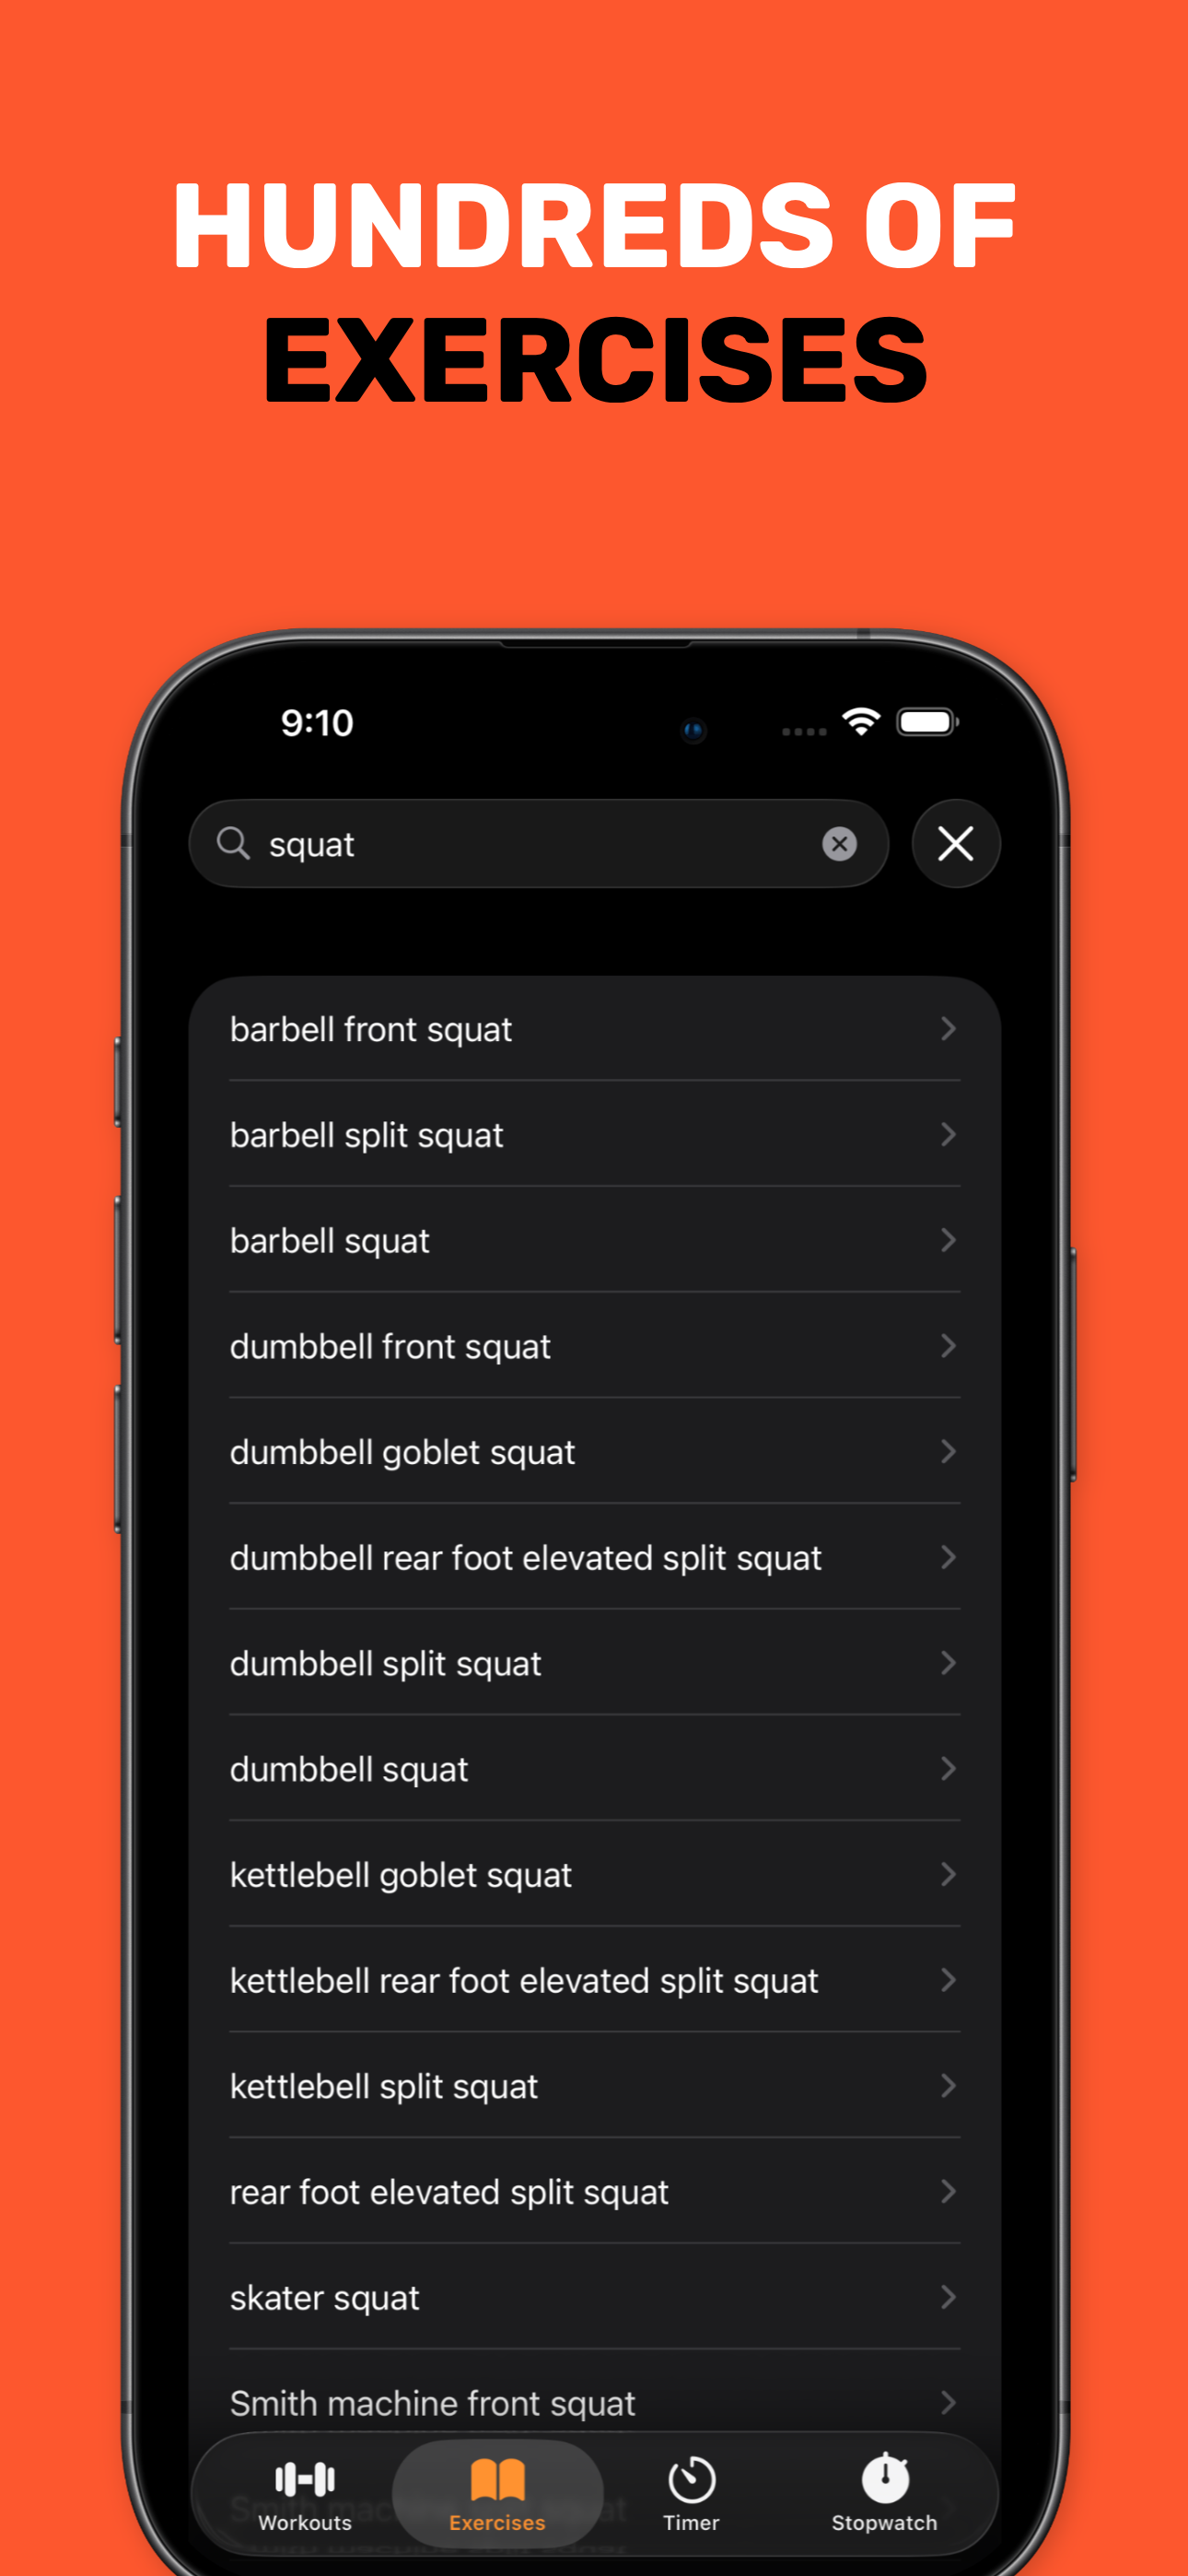 HUNDREDS OF
EXERCISES
9:10
squat
barbell front squat
barbell split squat
barbell squat
dumbbell front squat
dumbbell goblet squat
dumbbell rear foot elevated split squat
dumbbell split squat
dumbbell squat
kettlebell goblet squat
kettlebell rear foot elevated split squat
kettlebell split squat
rear foot elevated split squat
skater squat
Smith machine front squat
Workouts
Exercises
Timer
Stopwatch